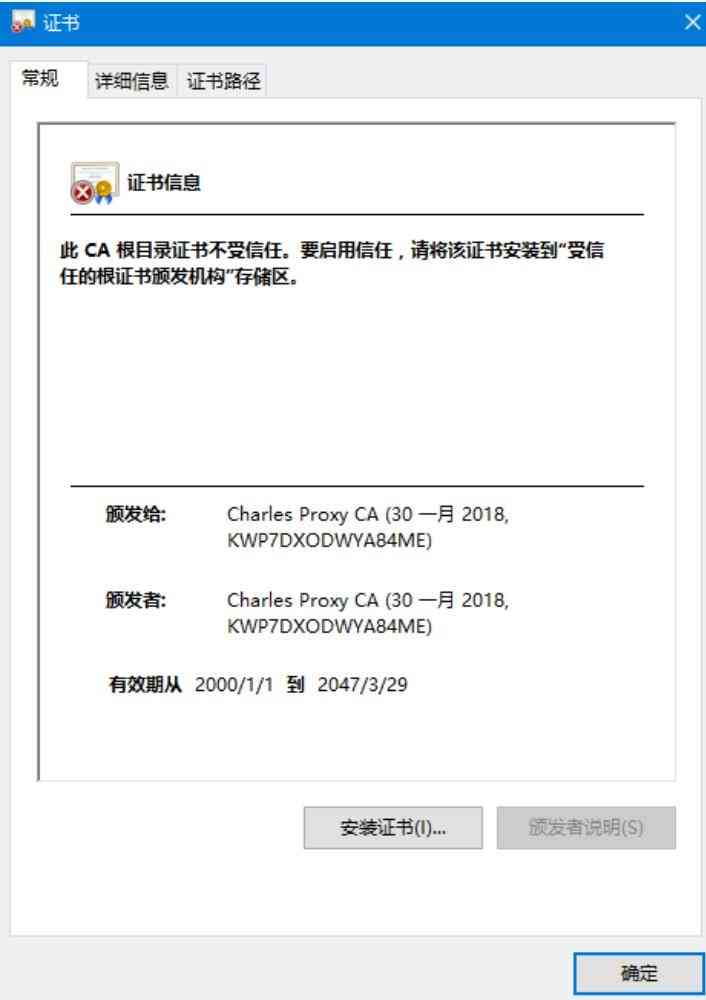 证书
常规 详细信息 证书路径
证书信息
此 CA 根目录证书不受信任。要启用信任，请将该证书安装到“受信
任的根证书颁发机构”存储区。
颁发给: Charles Proxy CA (30 一月 2018,
KWP7DXODWYA84ME)
颁发者: Charles Proxy CA (30 一月 2018,
KWP7DXODWYA84ME)
有效期从 2000/1/1 到 2047/3/29
安装证书(I)... 颁发者说明(S)
确定